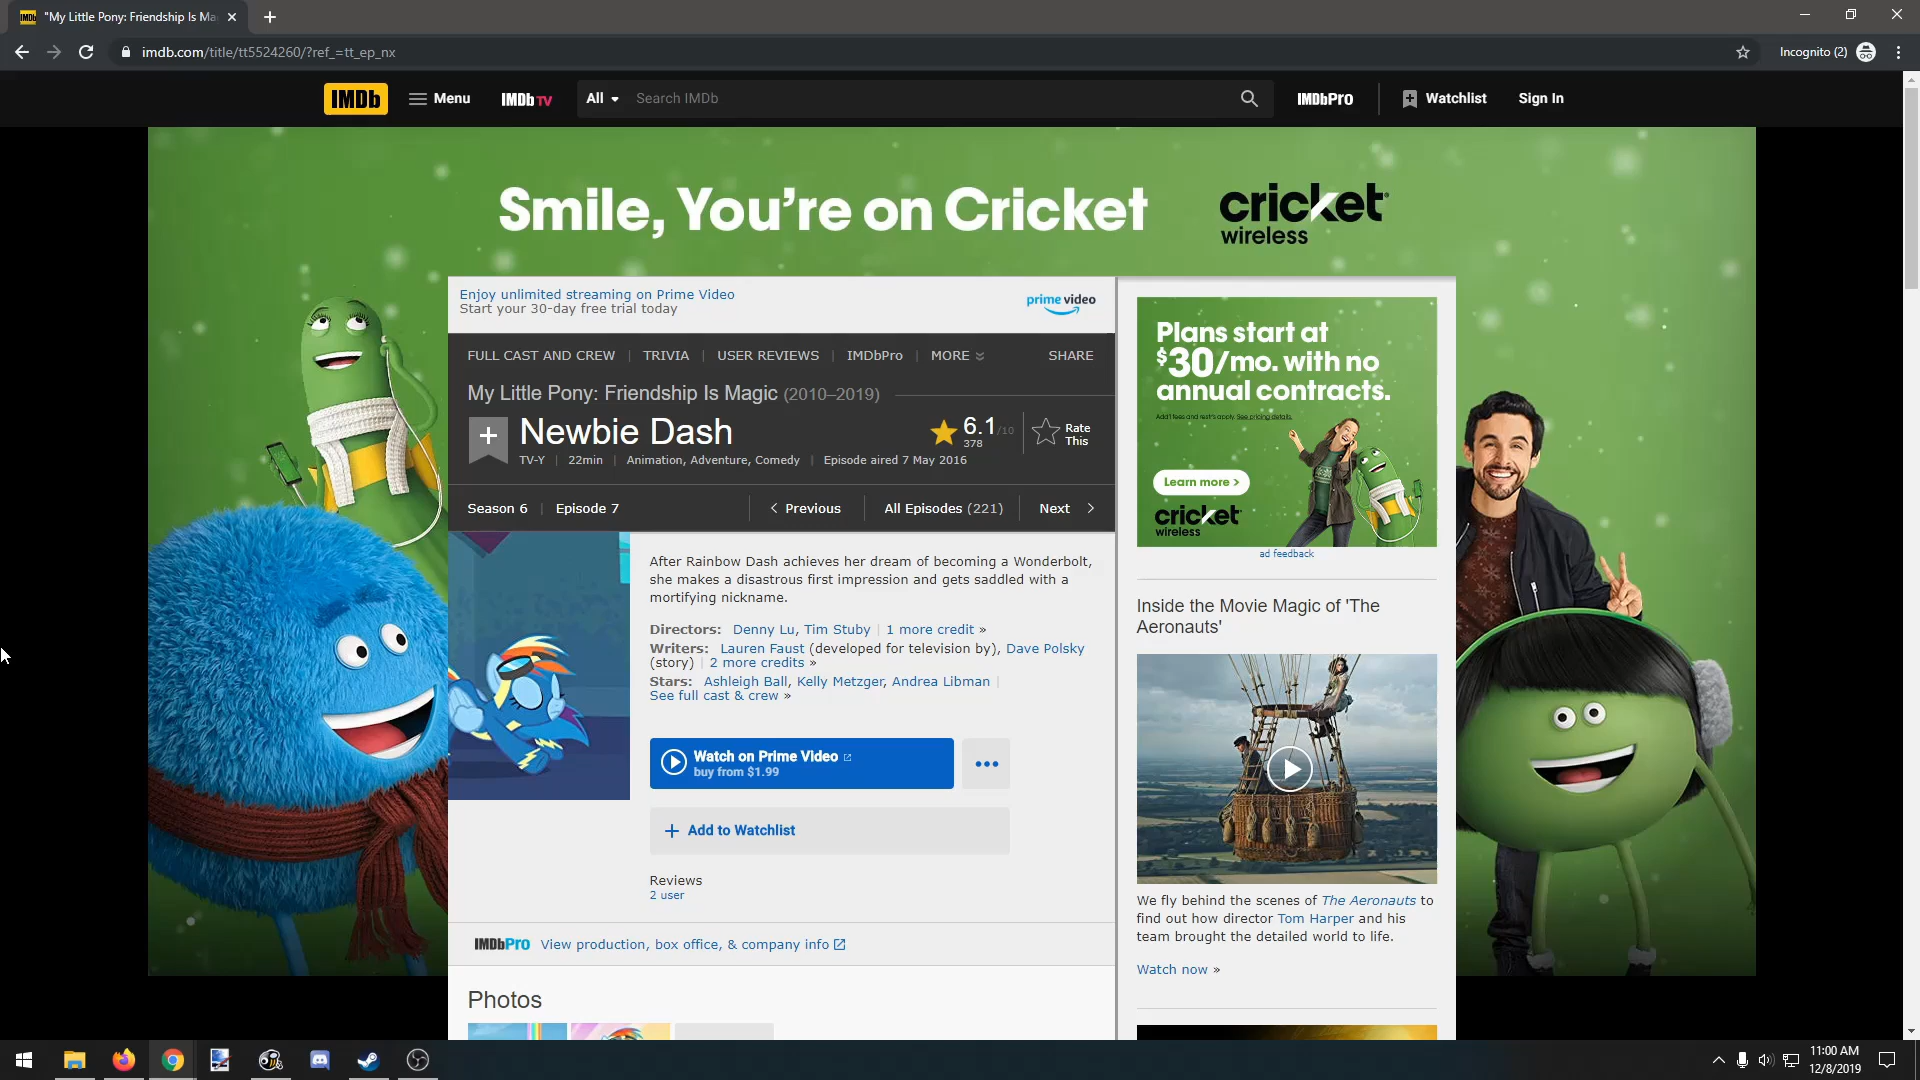 "My Little Pony: Friendship Is Ma
imdb.com/title/tt5524260/?ref_=tt_ep_nx
Incognito (2)
IMDb
Menu
IMDb TV
All
Search IMDb
IMDbPro
Watchlist
Sign In
Smile, You're on Cricket
cricket
wireless
Enjoy unlimited streaming on Prime Video
Start your 30-day free trial today
prime video
FULL CAST AND CREW | TRIVIA | USER REVIEWS | IMDbPro | MORE
SHARE
My Little Pony: Friendship Is Magic (2010–2019)
+ Newbie Dash
6.1/10
378
Rate This
TV-Y | 22min | Animation, Adventure, Comedy | Episode aired 7 May 2016
Season 6 | Episode 7
Previous
All Episodes (221)
Next
After Rainbow Dash achieves her dream of becoming a Wonderbolt,
she makes a disastrous first impression and gets saddled with a
mortifying nickname.
Directors: Denny Lu, Tim Stuby | 1 more credit »
Writers: Lauren Faust (developed for television by), Dave Polsky
(story) | 2 more credits »
Stars: Ashleigh Ball, Kelly Metzger, Andrea Libman |
See full cast & crew »
Watch on Prime Video
buy from $1.99
+ Add to Watchlist
Reviews
2 user
IMDbPro View production, box office, & company info
Photos
Plans start at
$30/mo. with no
annual contracts.
Add'l fees and restr's apply. See pricing details.
Learn more >
cricket
wireless
ad feedback
Inside the Movie Magic of 'The
Aeronauts'
We fly behind the scenes of The Aeronauts to
find out how director Tom Harper and his
team brought the detailed world to life.
Watch now »
11:00 AM
12/8/2019